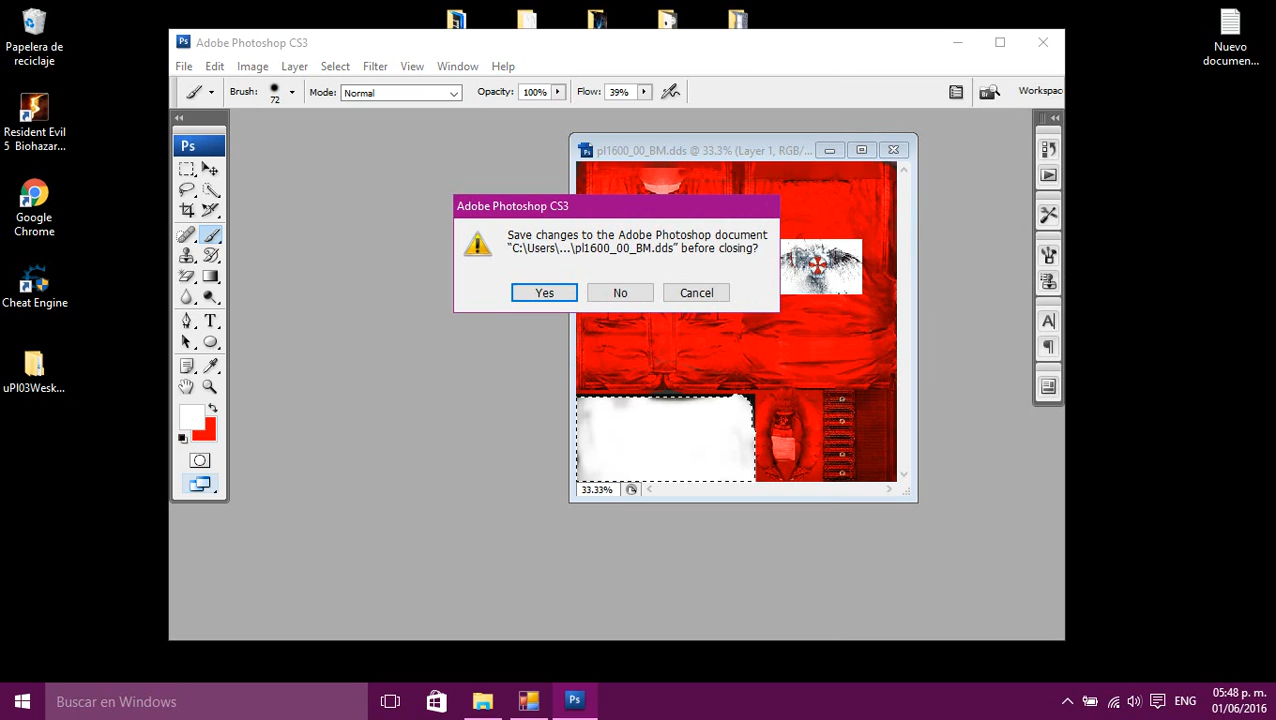 Papelera de
reciclaje
Resident Evil
5 Biohazar...
Google
Chrome
Cheat Engine
uPl03Wesk...
Nuevo
documen...
Ps Adobe Photoshop CS3
File Edit Image Layer Select Filter View Window Help
Brush: 72 Mode: Normal Opacity: 100% Flow: 39% Workspac
Ps
T
pl1600_00_BM.dds @ 33.3% (Layer 1, RGB/...
Adobe Photoshop CS3
Save changes to the Adobe Photoshop document
“C:\Users\...\pl1600_00_BM.dds” before closing?
Yes No Cancel
33.33%
Buscar en Windows
Ps
ENG
05:48 p. m.
01/06/2016